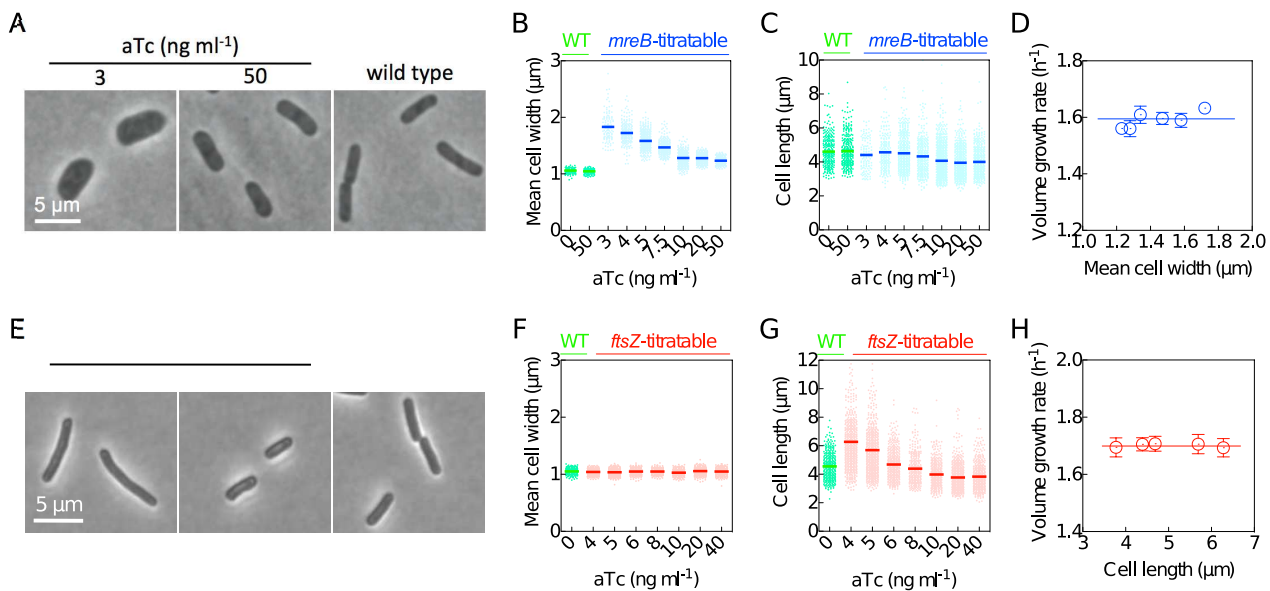 A
aTc (ng ml⁻¹)
3 50 wild type
5 µm
B
WT mreB-titratable
Mean cell width (µm)
3
2
1
0
0 50 3 4 5 7.5 10 20 50
aTc (ng ml⁻¹)
C
WT mreB-titratable
Cell length (µm)
10
8
6
4
2
0
0 50 3 4 5 7.5 10 20 50
aTc (ng ml⁻¹)
D
Volume growth rate (h⁻¹)
1.8
1.6
1.4
1.2
1.0 1.2 1.4 1.6 1.8 2.0
Mean cell width (µm)
E
5 µm
F
WT ftsZ-titratable
Mean cell width (µm)
3
2
1
0
0 4 5 6 8 10 20 40
aTc (ng ml⁻¹)
G
WT ftsZ-titratable
Cell length (µm)
12
10
8
6
4
2
0
0 4 5 6 8 10 20 40
aTc (ng ml⁻¹)
H
Volume growth rate (h⁻¹)
2.0
1.8
1.6
1.4
3 4 5 6 7
Cell length (µm)